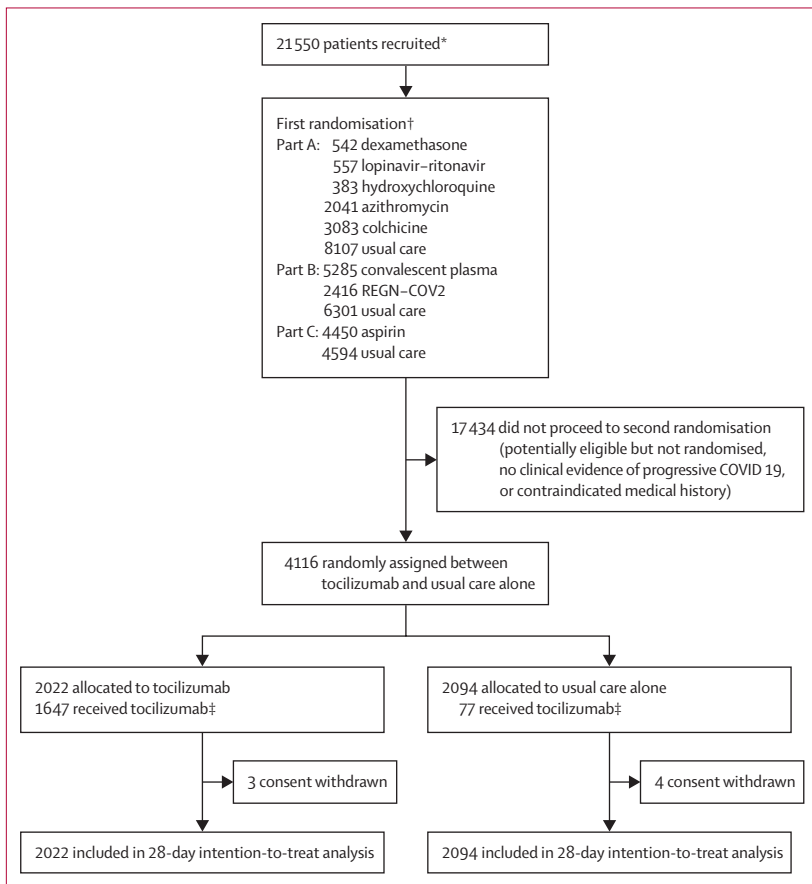 21550 patients recruited*
First randomisation†
Part A: 542 dexamethasone
557 lopinavir–ritonavir
383 hydroxychloroquine
2041 azithromycin
3083 colchicine
8107 usual care
Part B: 5285 convalescent plasma
2416 REGN–COV2
6301 usual care
Part C: 4450 aspirin
4594 usual care
17434 did not proceed to second randomisation
(potentially eligible but not randomised,
no clinical evidence of progressive COVID 19,
or contraindicated medical history)
4116 randomly assigned between
tocilizumab and usual care alone
2022 allocated to tocilizumab
1647 received tocilizumab‡
2094 allocated to usual care alone
77 received tocilizumab‡
3 consent withdrawn
4 consent withdrawn
2022 included in 28-day intention-to-treat analysis
2094 included in 28-day intention-to-treat analysis